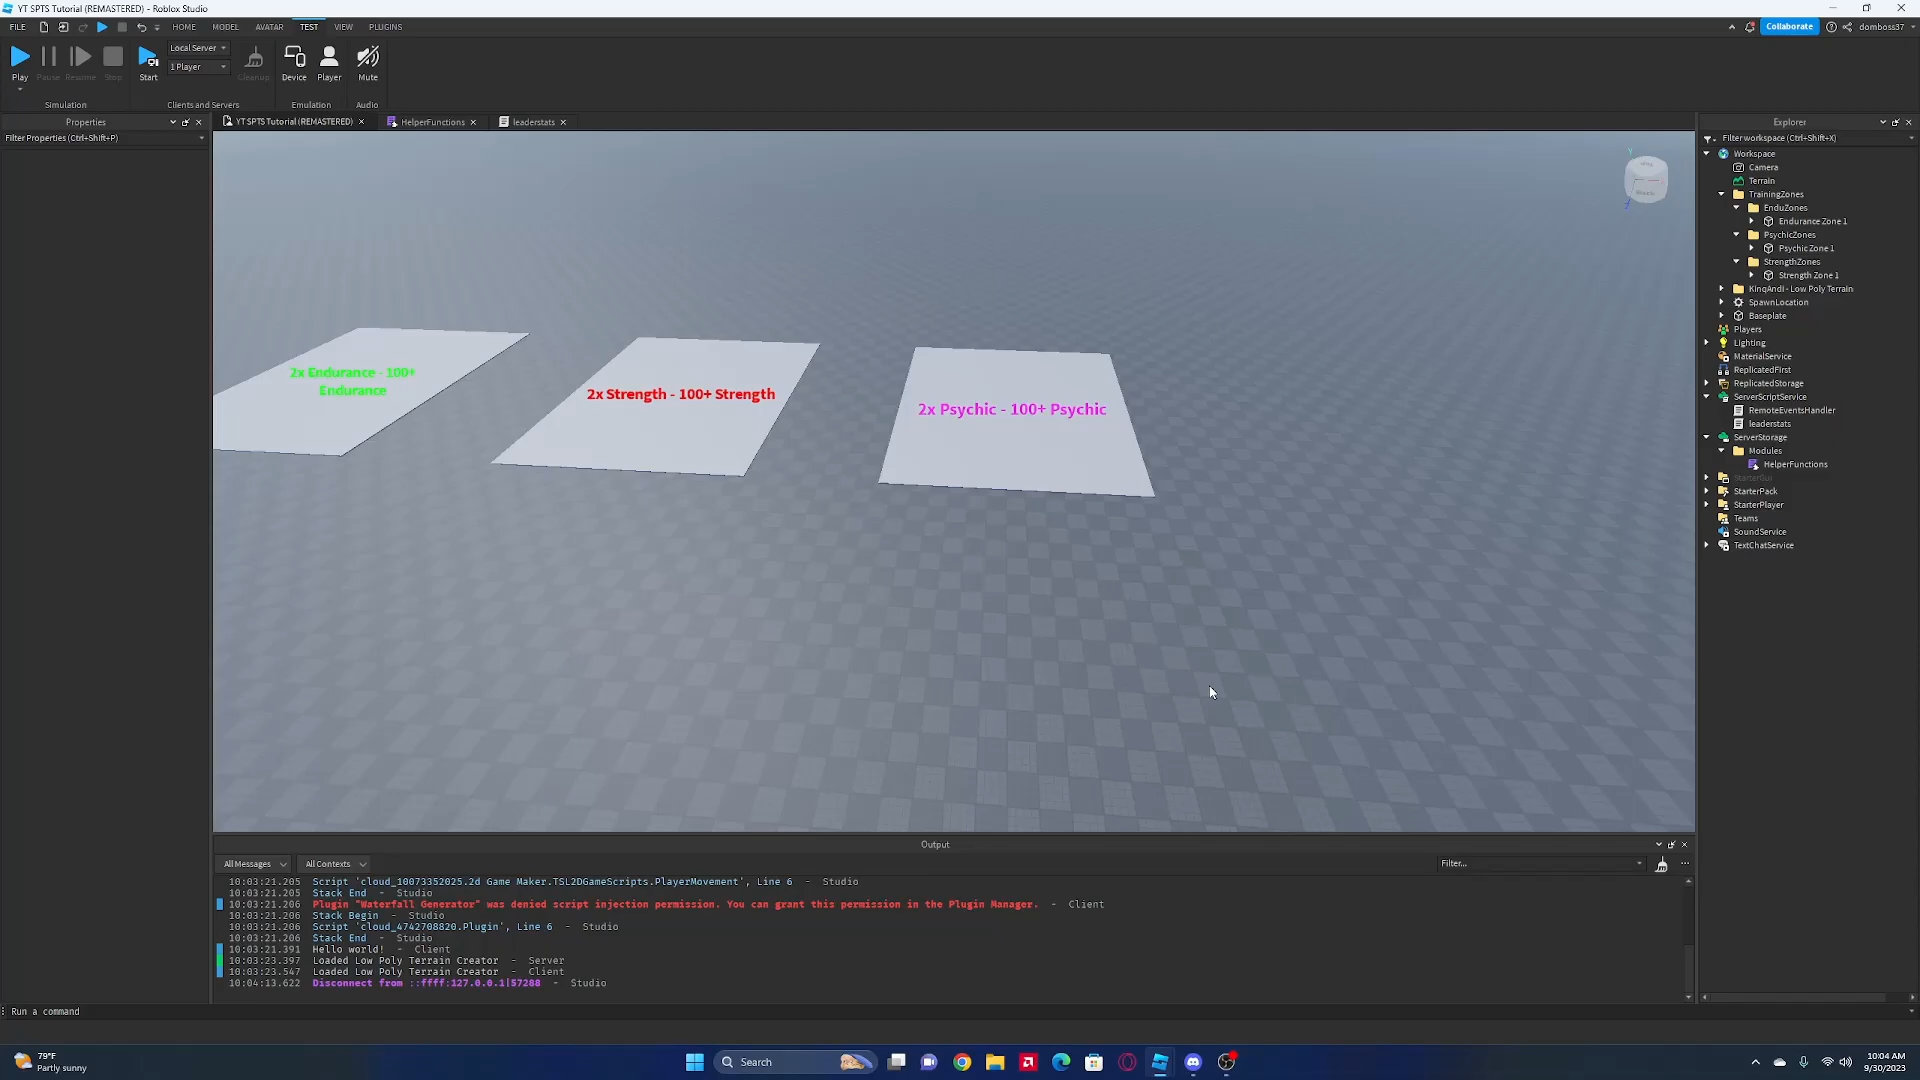 YT SPTS Tutorial (REMASTERED) - Roblox Studio
FILE HOME MODEL AVATAR TEST VIEW PLUGINS Collaborate domboss37
Local Server
1 Player
Play Pause Resume Stop Start Cleanup Device Player Mute
Simulation Clients and Servers Emulation Audio
Properties
Filter Properties (Ctrl+Shift+P)
YT SPTS Tutorial (REMASTERED) HelperFunctions leaderstats
2x Endurance - 100+
Endurance
2x Strength - 100+ Strength
2x Psychic - 100+ Psychic
Back
Explorer
Filter workspace (Ctrl+Shift+X)
Workspace
Camera
Terrain
TrainingZones
EnduZones
Endurance Zone 1
PsychicZones
Psychic Zone 1
StrengthZones
Strength Zone 1
KinqAndi - Low Poly Terrain
SpawnLocation
Baseplate
Players
Lighting
MaterialService
ReplicatedFirst
ReplicatedStorage
ServerScriptService
RemoteEventsHandler
leaderstats
ServerStorage
Modules
HelperFunctions
StarterGui
StarterPack
StarterPlayer
Teams
SoundService
TextChatService
Output
All Messages All Contexts Filter...
10:03:21.205 Script 'cloud_10073352025.2d Game Maker.TSL2DGameScripts.PlayerMovement', Line 6 - Studio
10:03:21.205 Stack End - Studio
10:03:21.206 Plugin "Waterfall Generator" was denied script injection permission. You can grant this permission in the Plugin Manager. - Client
10:03:21.206 Stack Begin - Studio
10:03:21.206 Script 'cloud_4742708820.Plugin', Line 6 - Studio
10:03:21.206 Stack End - Studio
10:03:21.391 Hello world! - Client
10:03:23.397 Loaded Low Poly Terrain Creator - Server
10:03:23.547 Loaded Low Poly Terrain Creator - Client
10:04:13.622 Disconnect from ::ffff:127.0.0.1|57288 - Studio
Run a command
79°F
Partly sunny
Search
10:04 AM
9/30/2023